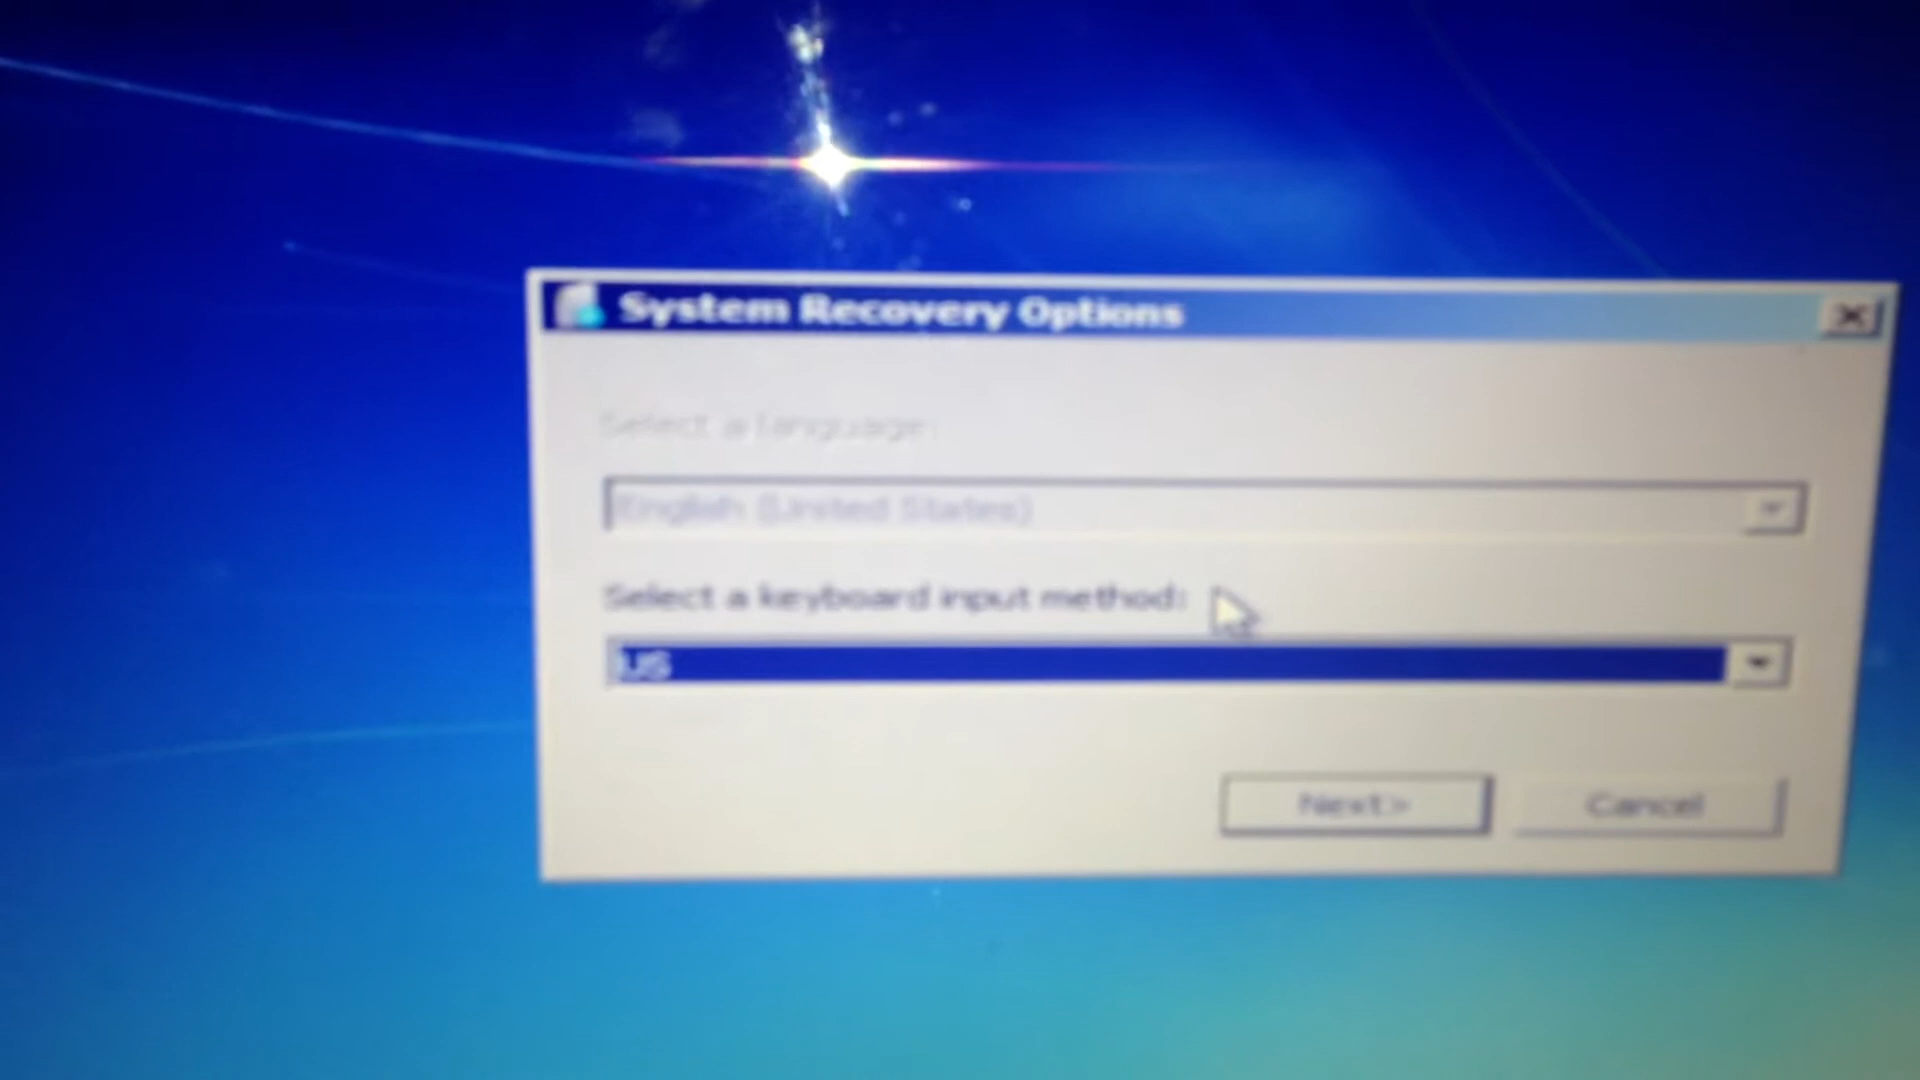 System Recovery Options
Select a language:
English (United States)
Select a keyboard input method:
US
Next >
Cancel